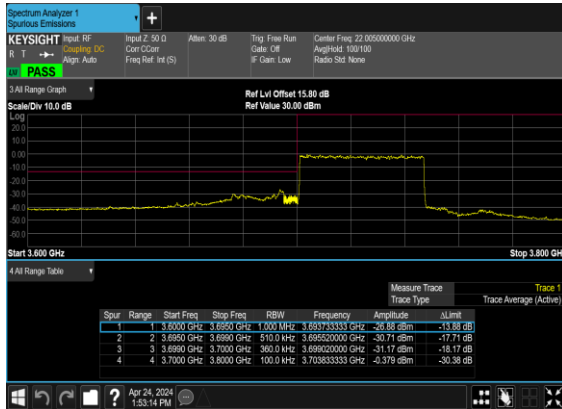 Spectrum Analyzer 1
Spurious Emissions
+
KEYSIGHT Input: RF Input Z: 50 Ω Atten: 30 dB Trig: Free Run Center Freq: 22.005000000 GHz
R T Coupling: DC Corr CCorr Gate: Off Avg|Hold: 100/100
Align: Auto Freq Ref: Int (S) IF Gain: Low Radio Std: None
LV PASS
3 All Range Graph
Ref Lvl Offset 15.80 dB
Scale/Div 10.0 dB Ref Value 30.00 dBm
Log
20.0
10.0
0.00
-10.0
-20.0
-30.0
-40.0
-50.0
-60.0
Start 3.600 GHz Stop 3.800 GH
4 All Range Table
Measure Trace Trace 1
Trace Type Trace Average (Active)
Spur Range Start Freq Stop Freq RBW Frequency Amplitude ΔLimit
1 1 3.6000 GHz 3.6950 GHz 1.000 MHz 3.693733333 GHz -26.88 dBm -13.88 dB
2 2 3.6950 GHz 3.6990 GHz 510.0 kHz 3.695520000 GHz -30.71 dBm -17.71 dB
3 3 3.6990 GHz 3.7000 GHz 360.0 kHz 3.699020000 GHz -31.17 dBm -18.17 dB
4 4 3.7000 GHz 3.8000 GHz 100.0 kHz 3.703833333 GHz -0.379 dBm -30.38 dB
? Apr 24, 2024
1:53:14 PM